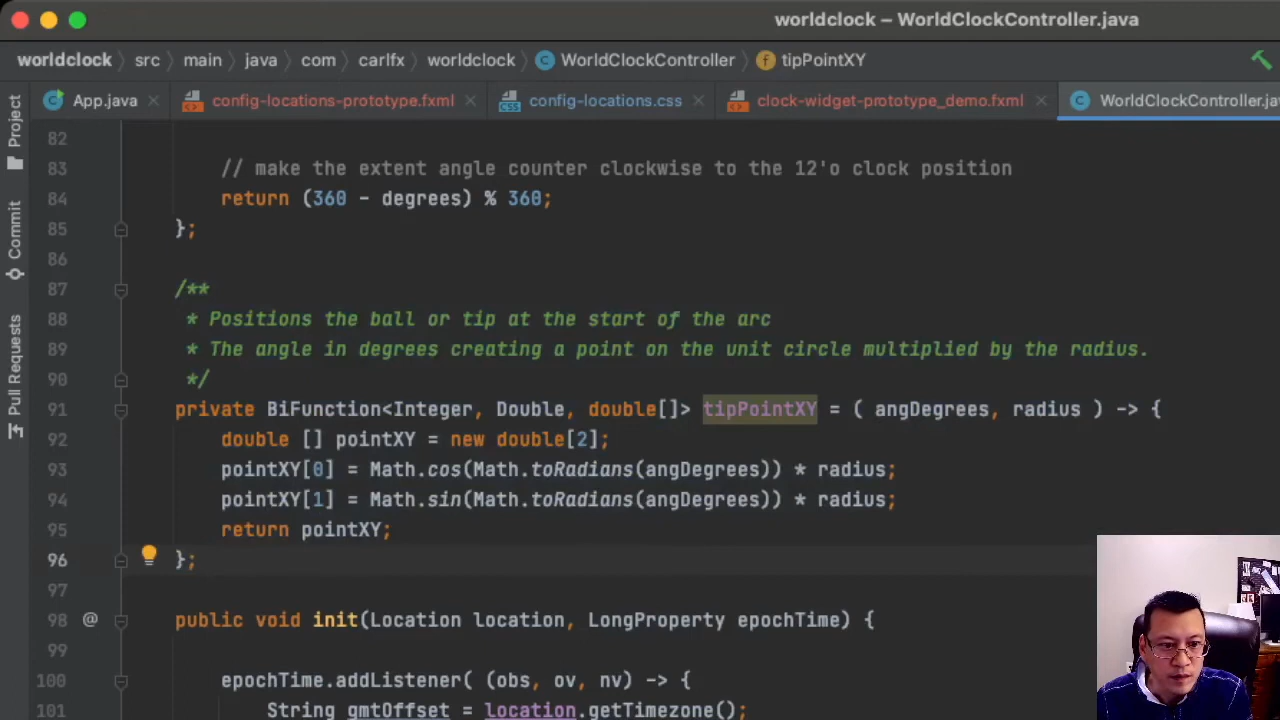 worldclock – WorldClockController.java
worldclock src main java com carlfx worldclock WorldClockController tipPointXY
App.java config-locations-prototype.fxml config-locations.css clock-widget-prototype_demo.fxml WorldClockController.jav
Project
Commit
Pull Requests
82
83 // make the extent angle counter clockwise to the 12'o clock position
84 return (360 - degrees) % 360;
85 };
86
87 /**
88 * Positions the ball or tip at the start of the arc
89 * The angle in degrees creating a point on the unit circle multiplied by the radius.
90 */
91 private BiFunction<Integer, Double, double[]> tipPointXY = ( angDegrees, radius ) -> {
92 double [] pointXY = new double[2];
93 pointXY[0] = Math.cos(Math.toRadians(angDegrees)) * radius;
94 pointXY[1] = Math.sin(Math.toRadians(angDegrees)) * radius;
95 return pointXY;
96 };
97
98 @ public void init(Location location, LongProperty epochTime) {
99
100 epochTime.addListener( (obs, ov, nv) -> {
101 String gmtOffset = location.getTimezone();